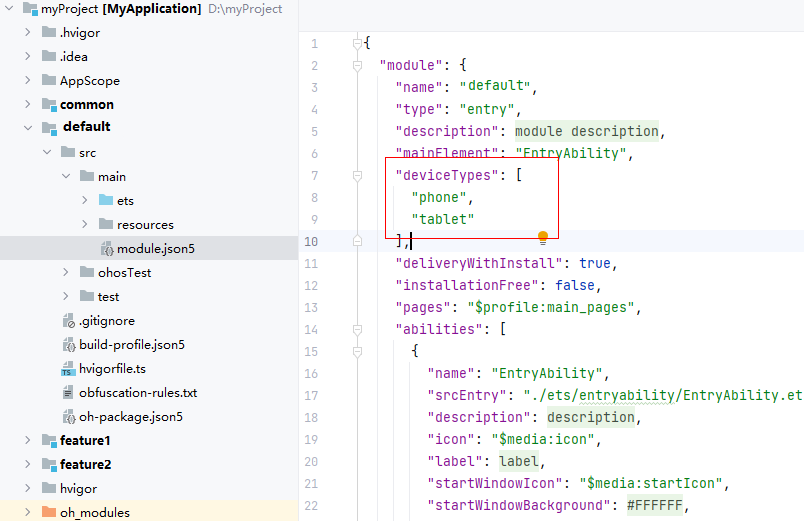 myProject [MyApplication] D:\myProject
.hvigor
.idea
AppScope
common
default
src
main
ets
resources
module.json5
ohosTest
test
.gitignore
build-profile.json5
hvigorfile.ts
obfuscation-rules.txt
oh-package.json5
feature1
feature2
hvigor
oh_modules
1 {
2 "module": {
3 "name": "default",
4 "type": "entry",
5 "description": module description,
6 "mainElement": "EntryAbility",
7 "deviceTypes": [
8 "phone",
9 "tablet"
10 ],
11 "deliveryWithInstall": true,
12 "installationFree": false,
13 "pages": "$profile:main_pages",
14 "abilities": [
15 {
16 "name": "EntryAbility",
17 "srcEntry": "./ets/entryability/EntryAbility.et
18 "description": description,
19 "icon": "$media:icon",
20 "label": label,
21 "startWindowIcon": "$media:startIcon",
22 "startWindowBackground": #FFFFFF,